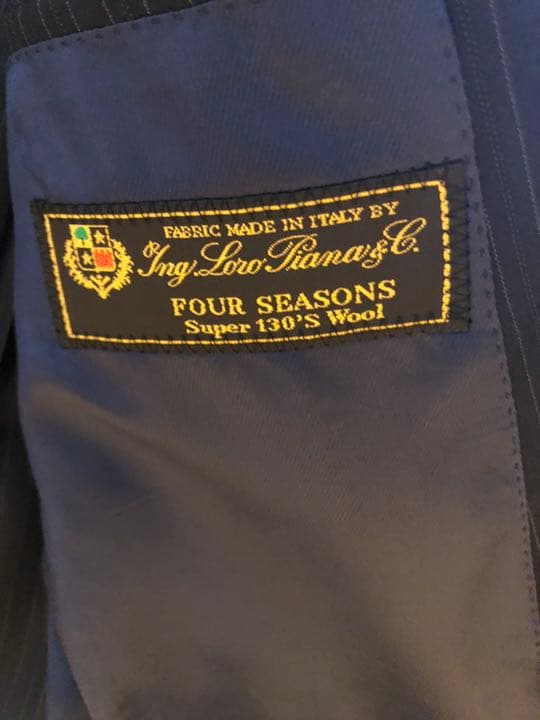 FABRIC MADE IN ITALY BY
Ing. Loro Piana & C.
FOUR SEASONS
Super 130'S Wool